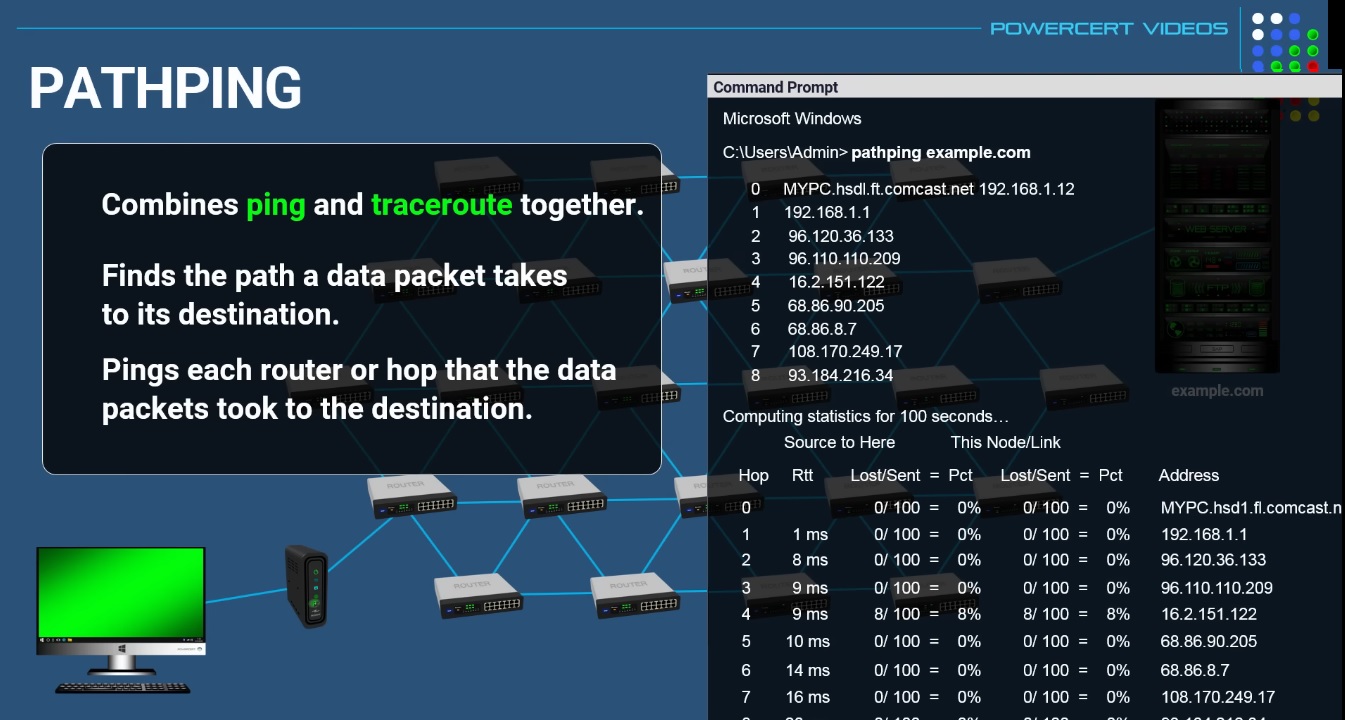 POWERCERT VIDEOS
PATHPING
Combines ping and traceroute together.
Finds the path a data packet takes
to its destination.
Pings each router or hop that the data
packets took to the destination.
Command Prompt
Microsoft Windows
C:\Users\Admin> pathping example.com
0 MYPC.hsdl.ft.comcast.net 192.168.1.12
1 192.168.1.1
2 96.120.36.133
3 96.110.110.209
4 16.2.151.122
5 68.86.90.205
6 68.86.8.7
7 108.170.249.17
8 93.184.216.34
Computing statistics for 100 seconds…
Source to Here This Node/Link
Hop Rtt Lost/Sent = Pct Lost/Sent = Pct Address
0 0/ 100 = 0% 0/ 100 = 0% MYPC.hsd1.fl.comcast.n
1 1 ms 0/ 100 = 0% 0/ 100 = 0% 192.168.1.1
2 8 ms 0/ 100 = 0% 0/ 100 = 0% 96.120.36.133
3 9 ms 0/ 100 = 0% 0/ 100 = 0% 96.110.110.209
4 9 ms 8/ 100 = 8% 8/ 100 = 8% 16.2.151.122
5 10 ms 0/ 100 = 0% 0/ 100 = 0% 68.86.90.205
6 14 ms 0/ 100 = 0% 0/ 100 = 0% 68.86.8.7
7 16 ms 0/ 100 = 0% 0/ 100 = 0% 108.170.249.17
WEB SERVER
FTP
example.com
ROUTER
ROUTER
ROUTER
ROUTER
ROUTER
ROUTER